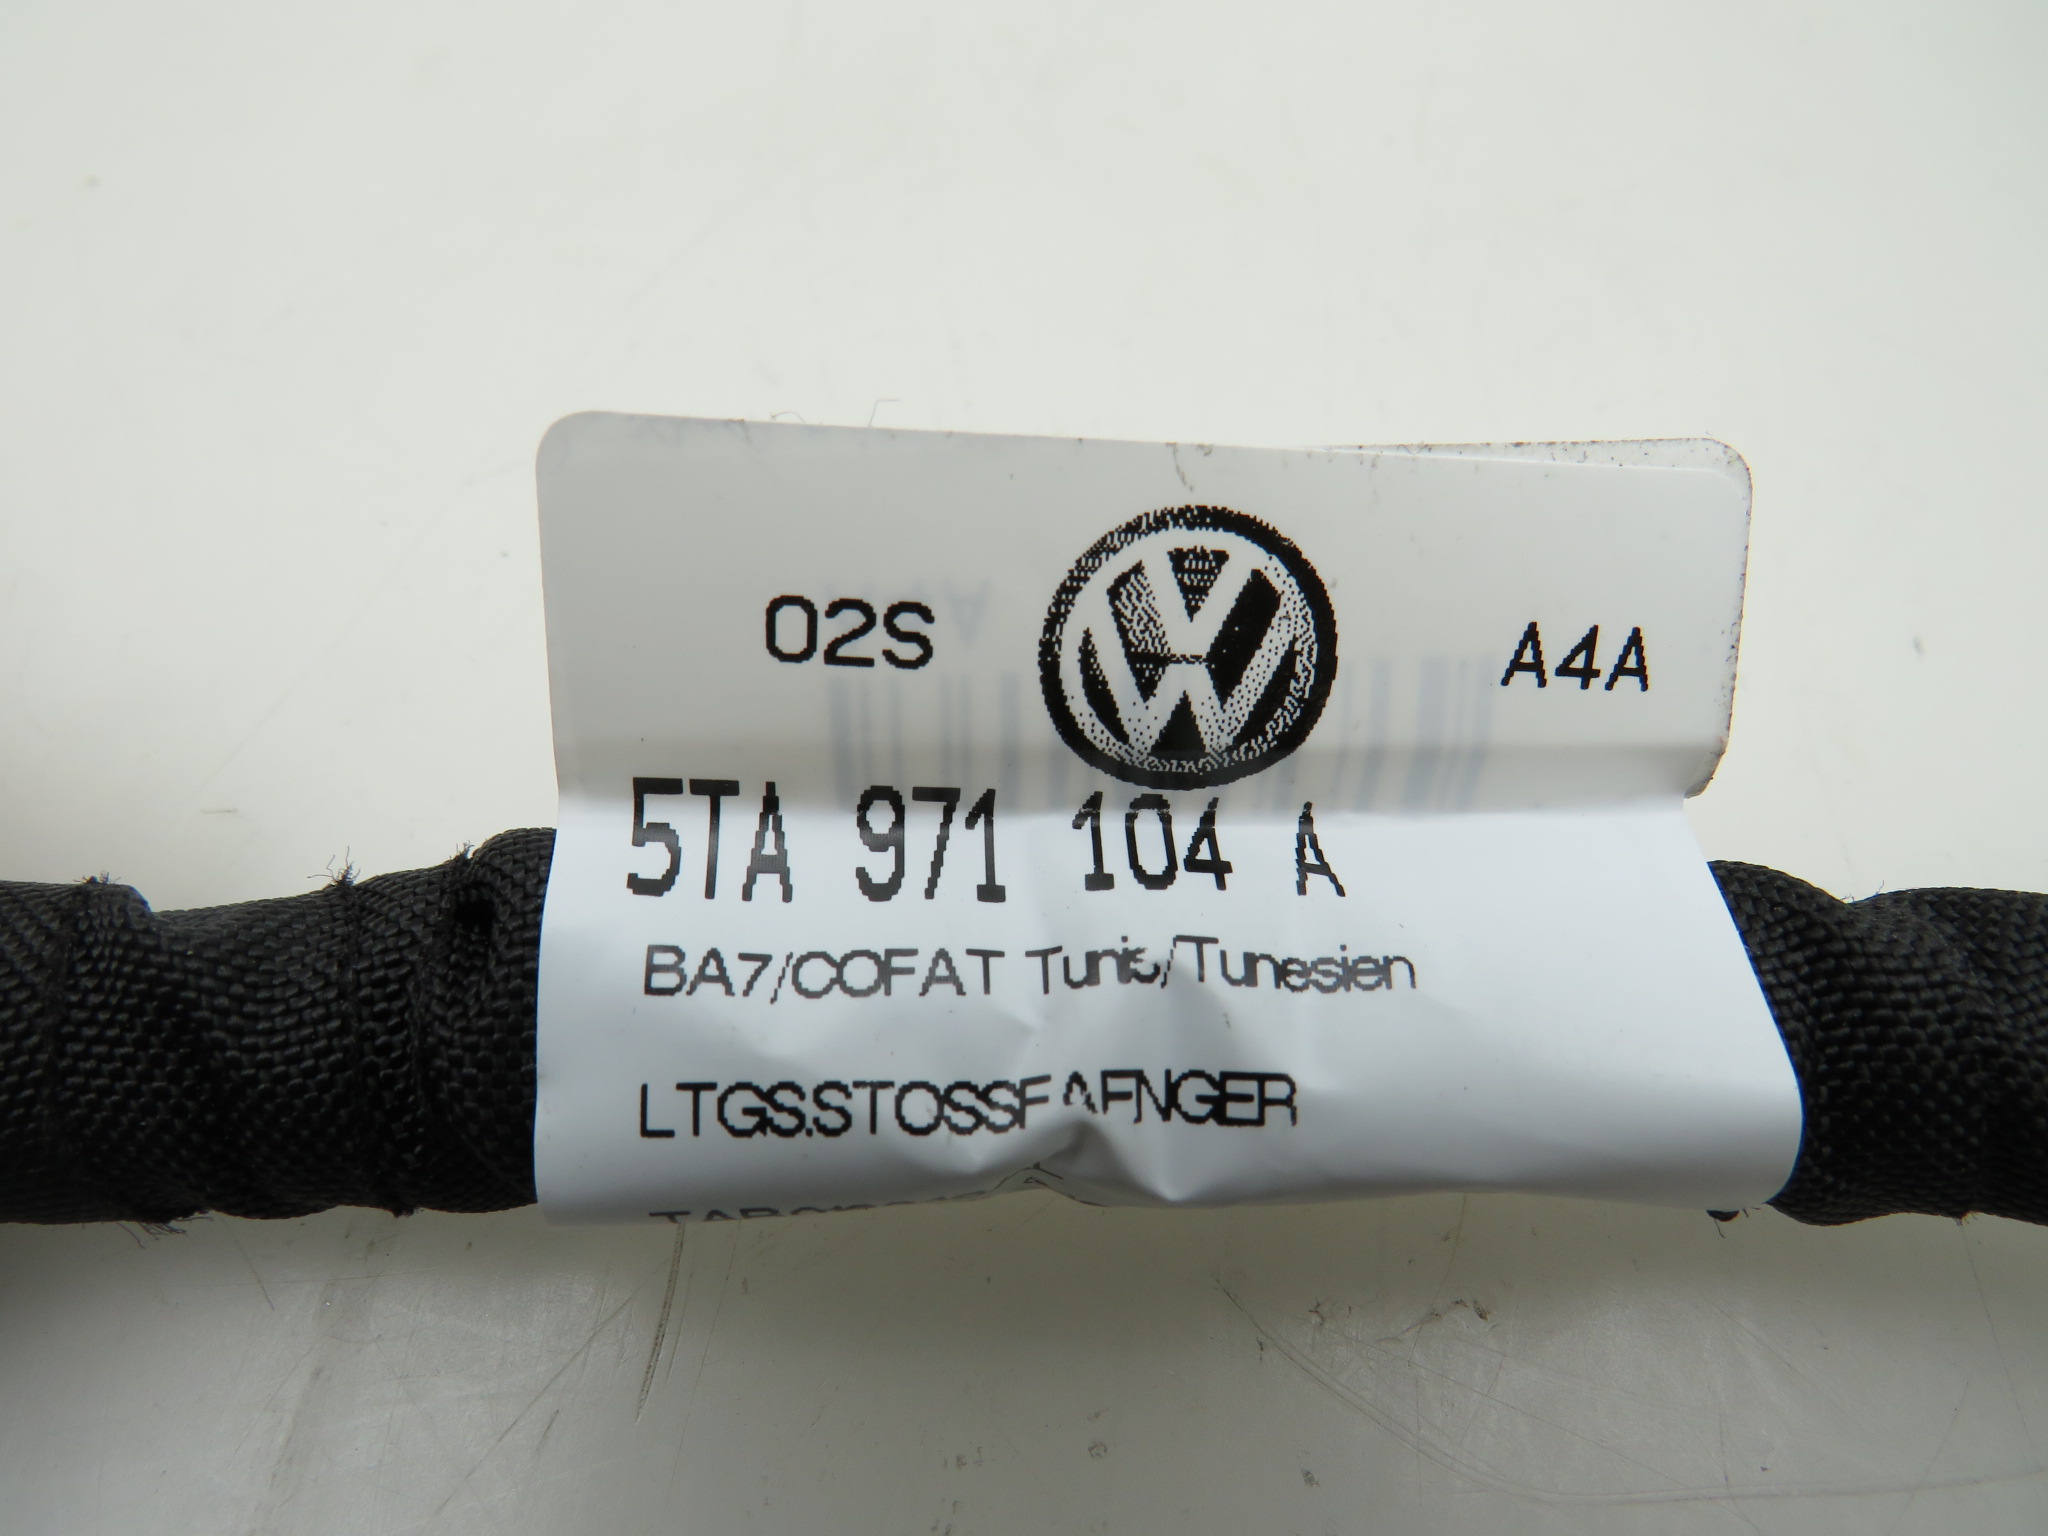 02S A4A
5TA 971 104 A
BA7/COFAT Tunis/Tunesien
LTGS.STOSSFAENGER